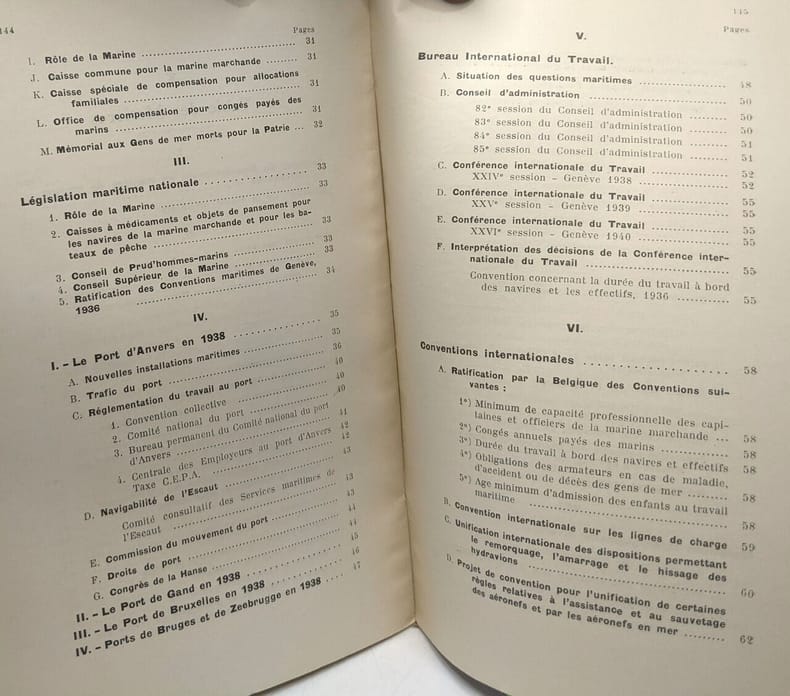 144
Pages
I. Rôle de la Marine .......... 31
J. Caisse commune pour la marine marchande .......... 31
K. Caisse spéciale de compensation pour allocations
familiales .......... 31
L. Office de compensation pour congés payés des
marins .......... 31
M. Mémorial aux Gens de mer morts pour la Patrie ... 32
III.
Législation maritime nationale .......... 33
1. Rôle de la Marine .......... 33
2. Caisses à médicaments et objets de pansement pour
les navires de la marine marchande et pour les ba-
teaux de pêche .......... 33
3. Conseil de Prud'hommes-marins .......... 33
4. Conseil Supérieur de la Marine .......... 33
5. Ratification des Conventions maritimes de Genève,
1936 .......... 34
IV.
I. - Le Port d'Anvers en 1938 .......... 35
A. Nouvelles installations maritimes .......... 35
B. Trafic du port .......... 36
C. Réglementation du travail au port .......... 40
1. Convention collective .......... 40
2. Comité national du port .......... 40
3. Bureau permanent du Comité national du port
d'Anvers .......... 41
4. Centrale des Employeurs au port d'Anvers 42
Taxe C.E.P.A. .......... 42
D. Navigabilité de l'Escaut .......... 43
Comité consultatif des Services maritimes de
l'Escaut .......... 43
E. Commission du mouvement du port .......... 43
F. Droits de port .......... 44
G. Congrès de la Hanse .......... 44
II. - Le Port de Gand en 1938 .......... 45
III. - Le Port de Bruxelles en 1938 .......... 46
IV. - Ports de Bruges et de Zeebrugge en 1938 .... 47
145
Pages
V.
Bureau International du Travail.
A. Situation des questions maritimes .......... 48
B. Conseil d'administration .......... 50
82e session du Conseil d'administration .......... 50
83e session du Conseil d'administration .......... 50
84e session du Conseil d'administration .......... 51
85e session du Conseil d'administration .......... 51
C. Conférence internationale du Travail .......... 52
XXIVe session - Genève 1938 .......... 52
D. Conférence internationale du Travail .......... 55
XXVe session - Genève 1939 .......... 55
E. Conférence internationale du Travail .......... 55
XXVIe session - Genève 1940 .......... 55
F. Interprétation des décisions de la Conférence inter-
nationale du Travail .......... 55
Convention concernant la durée du travail à bord
des navires et les effectifs, 1936 .......... 55
VI.
Conventions internationales .......... 58
A. Ratification par la Belgique des Conventions sui-
vantes :
1°) Minimum de capacité professionnelle des capi-
taines et officiers de la marine marchande ... 58
2°) Congés annuels payés des marins .......... 58
3°) Durée du travail à bord des navires et effectifs 58
4°) Obligations des armateurs en cas de maladie,
d'accident ou de décès des gens de mer .......... 58
5°) Age minimum d'admission des enfants au travail
maritime .......... 58
B. Convention internationale sur les lignes de charge 59
C. Unification internationale des dispositions permettant
le remorquage, l'amarrage et le hissage des
hydravions .......... 60
D. Projet de convention pour l'unification de certaines
règles relatives à l'assistance et au sauvetage
des aéronefs et par les aéronefs en mer .......... 62